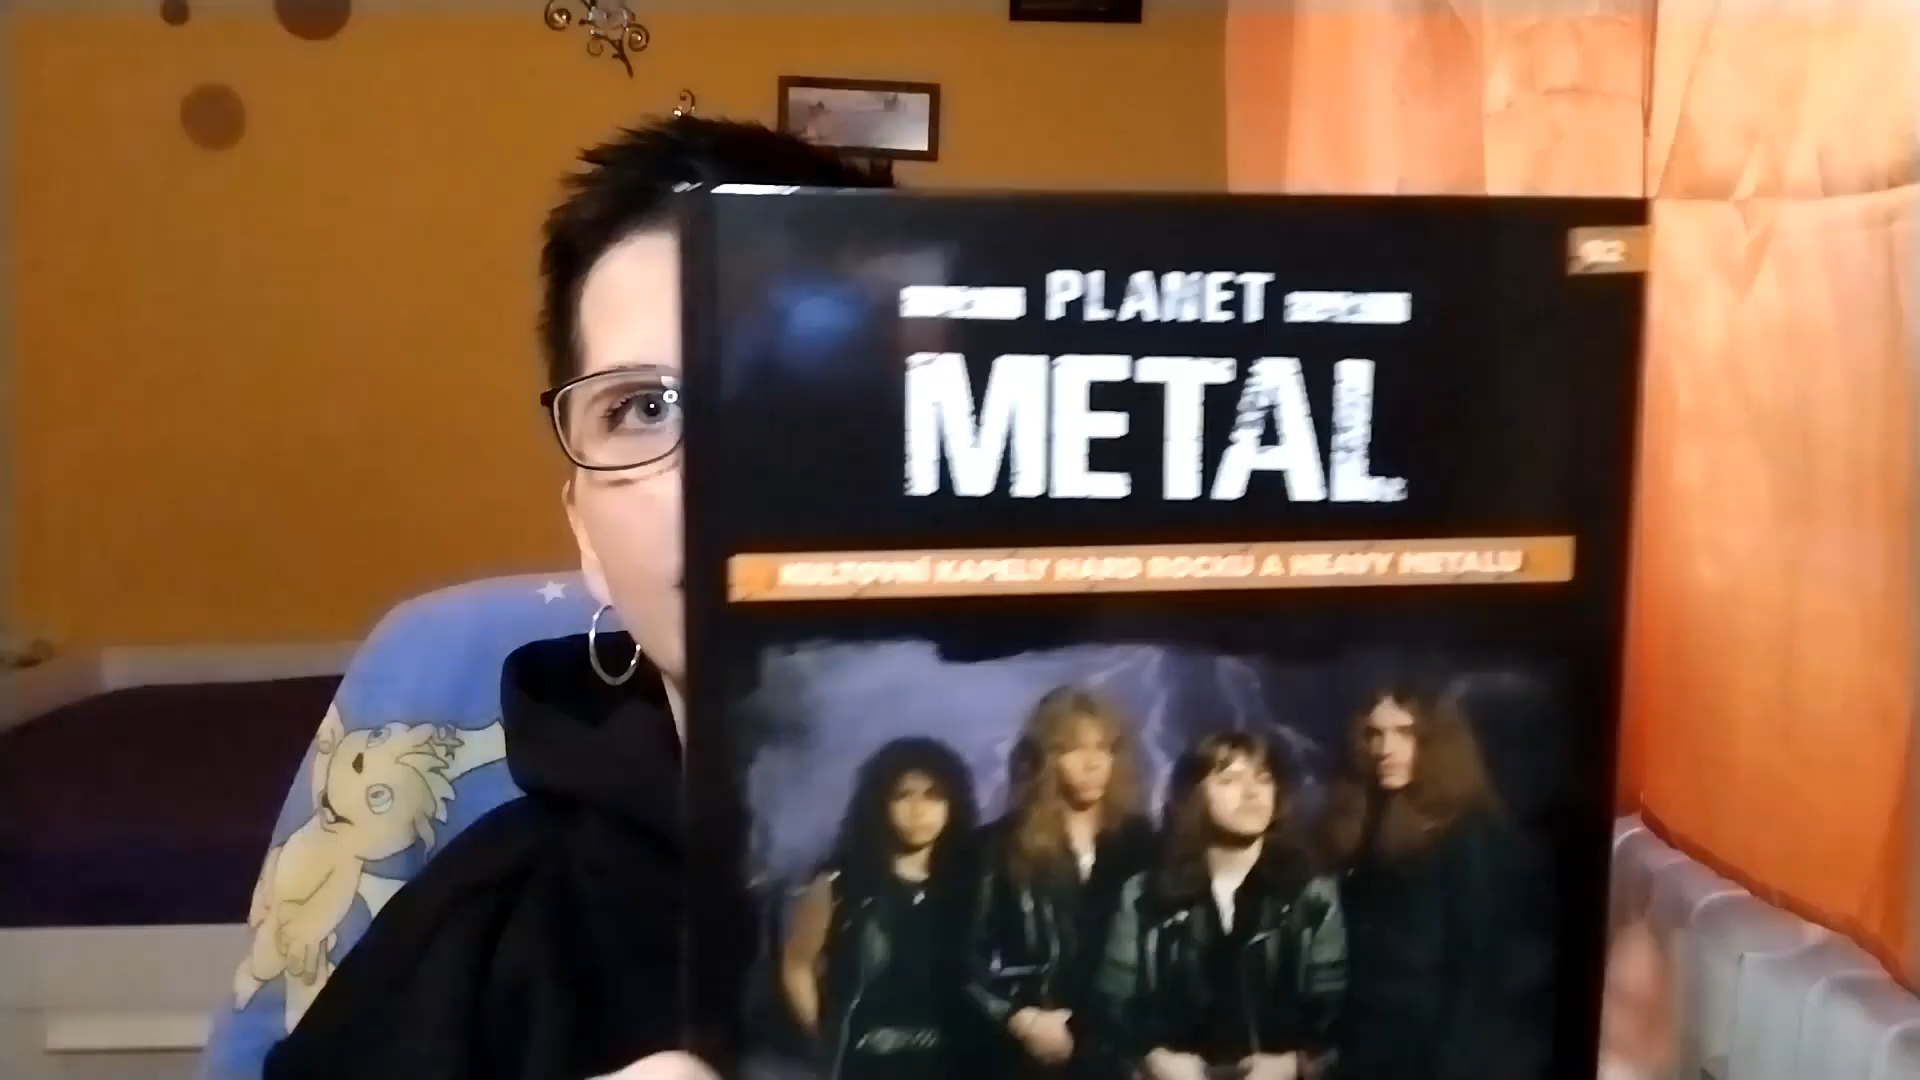 PLANET
METAL
KULTOVNÍ KAPELY HARD ROCKU A HEAVY METALU